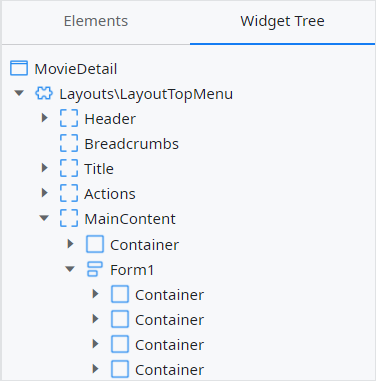 Elements Widget Tree
MovieDetail
Layouts\LayoutTopMenu
Header
Breadcrumbs
Title
Actions
MainContent
Container
Form1
Container
Container
Container
Container